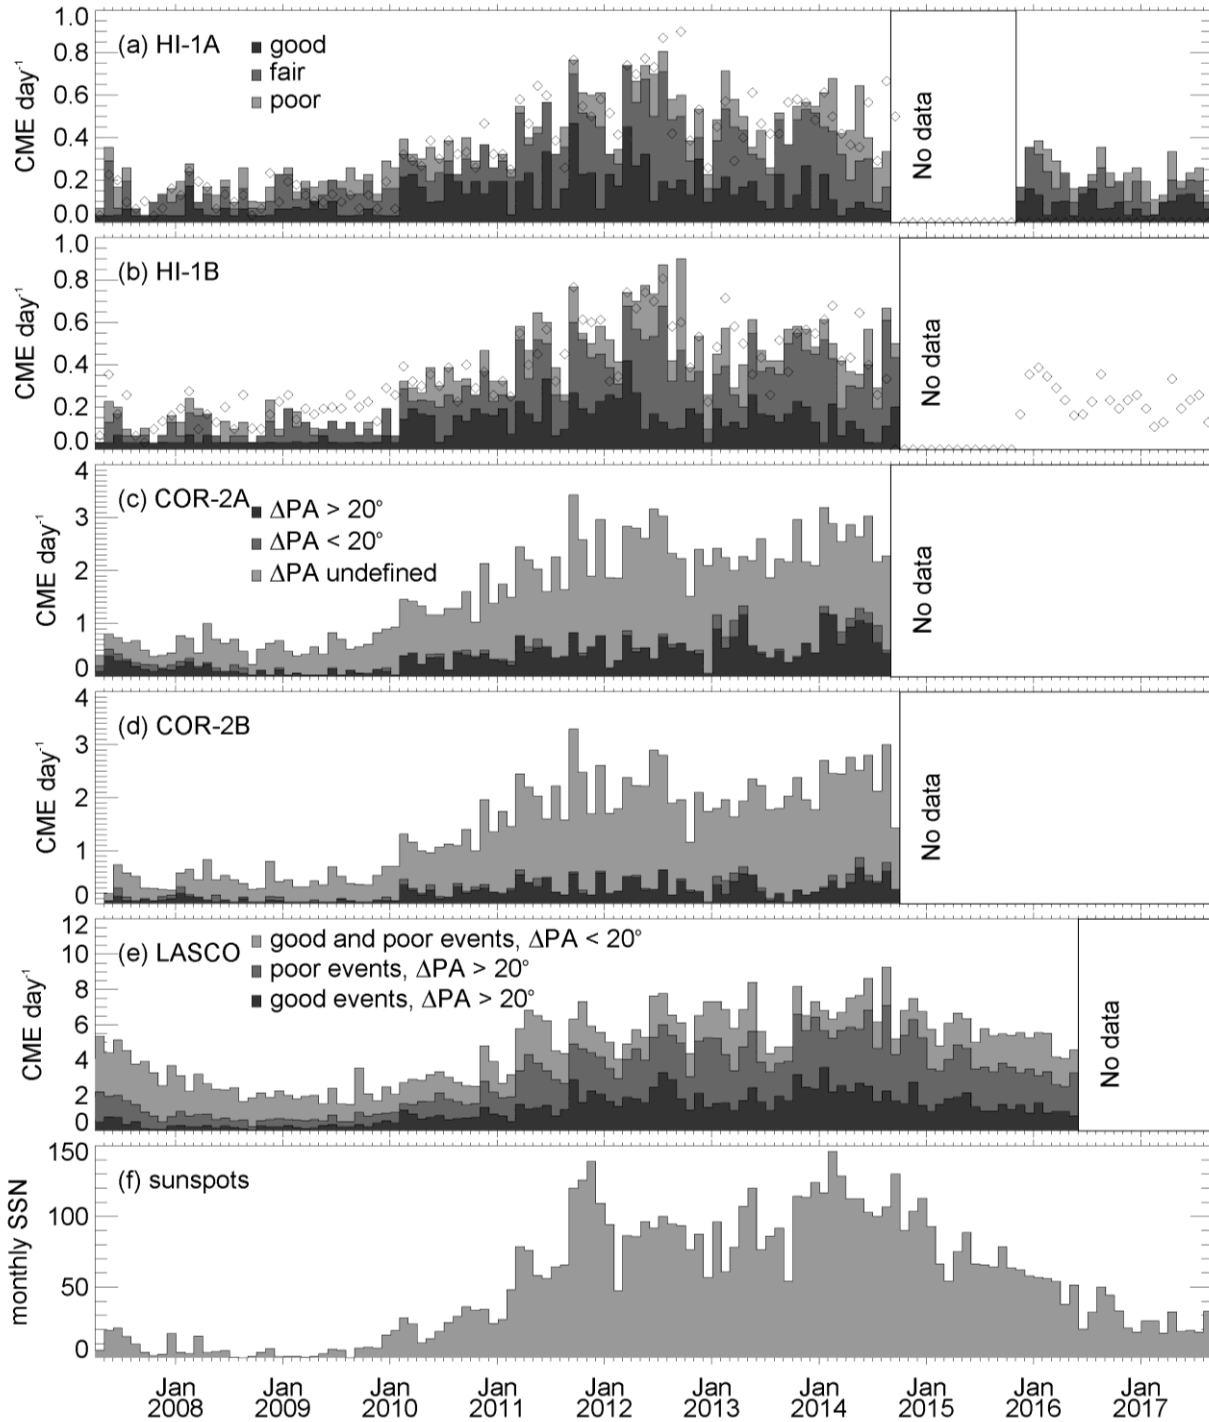 1.0
0.8
0.6
0.4
0.2
0.0
CME day⁻¹
(a) HI-1A
good
fair
poor
No data
1.0
0.8
0.6
0.4
0.2
0.0
CME day⁻¹
(b) HI-1B
No data
4
3
2
1
0
CME day⁻¹
(c) COR-2A
ΔPA > 20°
ΔPA < 20°
ΔPA undefined
No data
4
3
2
1
0
CME day⁻¹
(d) COR-2B
No data
12
10
8
6
4
2
0
CME day⁻¹
(e) LASCO
good and poor events, ΔPA < 20°
poor events, ΔPA > 20°
good events, ΔPA > 20°
No data
150
100
50
0
monthly SSN
(f) sunspots
Jan Jan Jan Jan Jan Jan Jan Jan Jan Jan
2008 2009 2010 2011 2012 2013 2014 2015 2016 2017